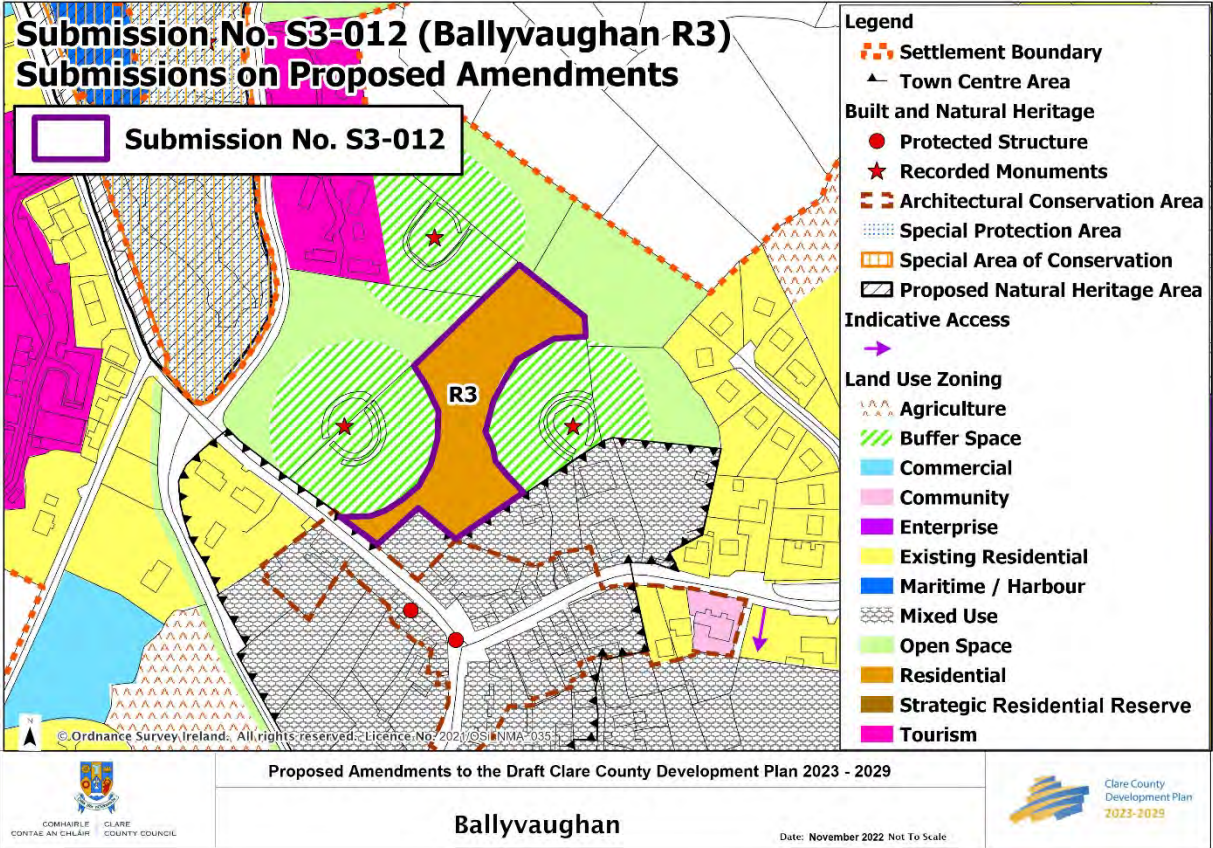 Submission No. S3-012 (Ballyvaughan R3)
Submissions on Proposed Amendments
Submission No. S3-012
R3
N
© Ordnance Survey Ireland. All rights reserved. Licence No. 2021/OSi_NMA_035
Legend
Settlement Boundary
Town Centre Area
Built and Natural Heritage
Protected Structure
Recorded Monuments
Architectural Conservation Area
Special Protection Area
Special Area of Conservation
Proposed Natural Heritage Area
Indicative Access
Land Use Zoning
Agriculture
Buffer Space
Commercial
Community
Enterprise
Existing Residential
Maritime / Harbour
Mixed Use
Open Space
Residential
Strategic Residential Reserve
Tourism
COMHAIRLE CONTAE AN CHLÁIR
CLARE COUNTY COUNCIL
Proposed Amendments to the Draft Clare County Development Plan 2023 - 2029
Ballyvaughan
Date: November 2022 Not To Scale
Clare County
Development Plan
2023-2029